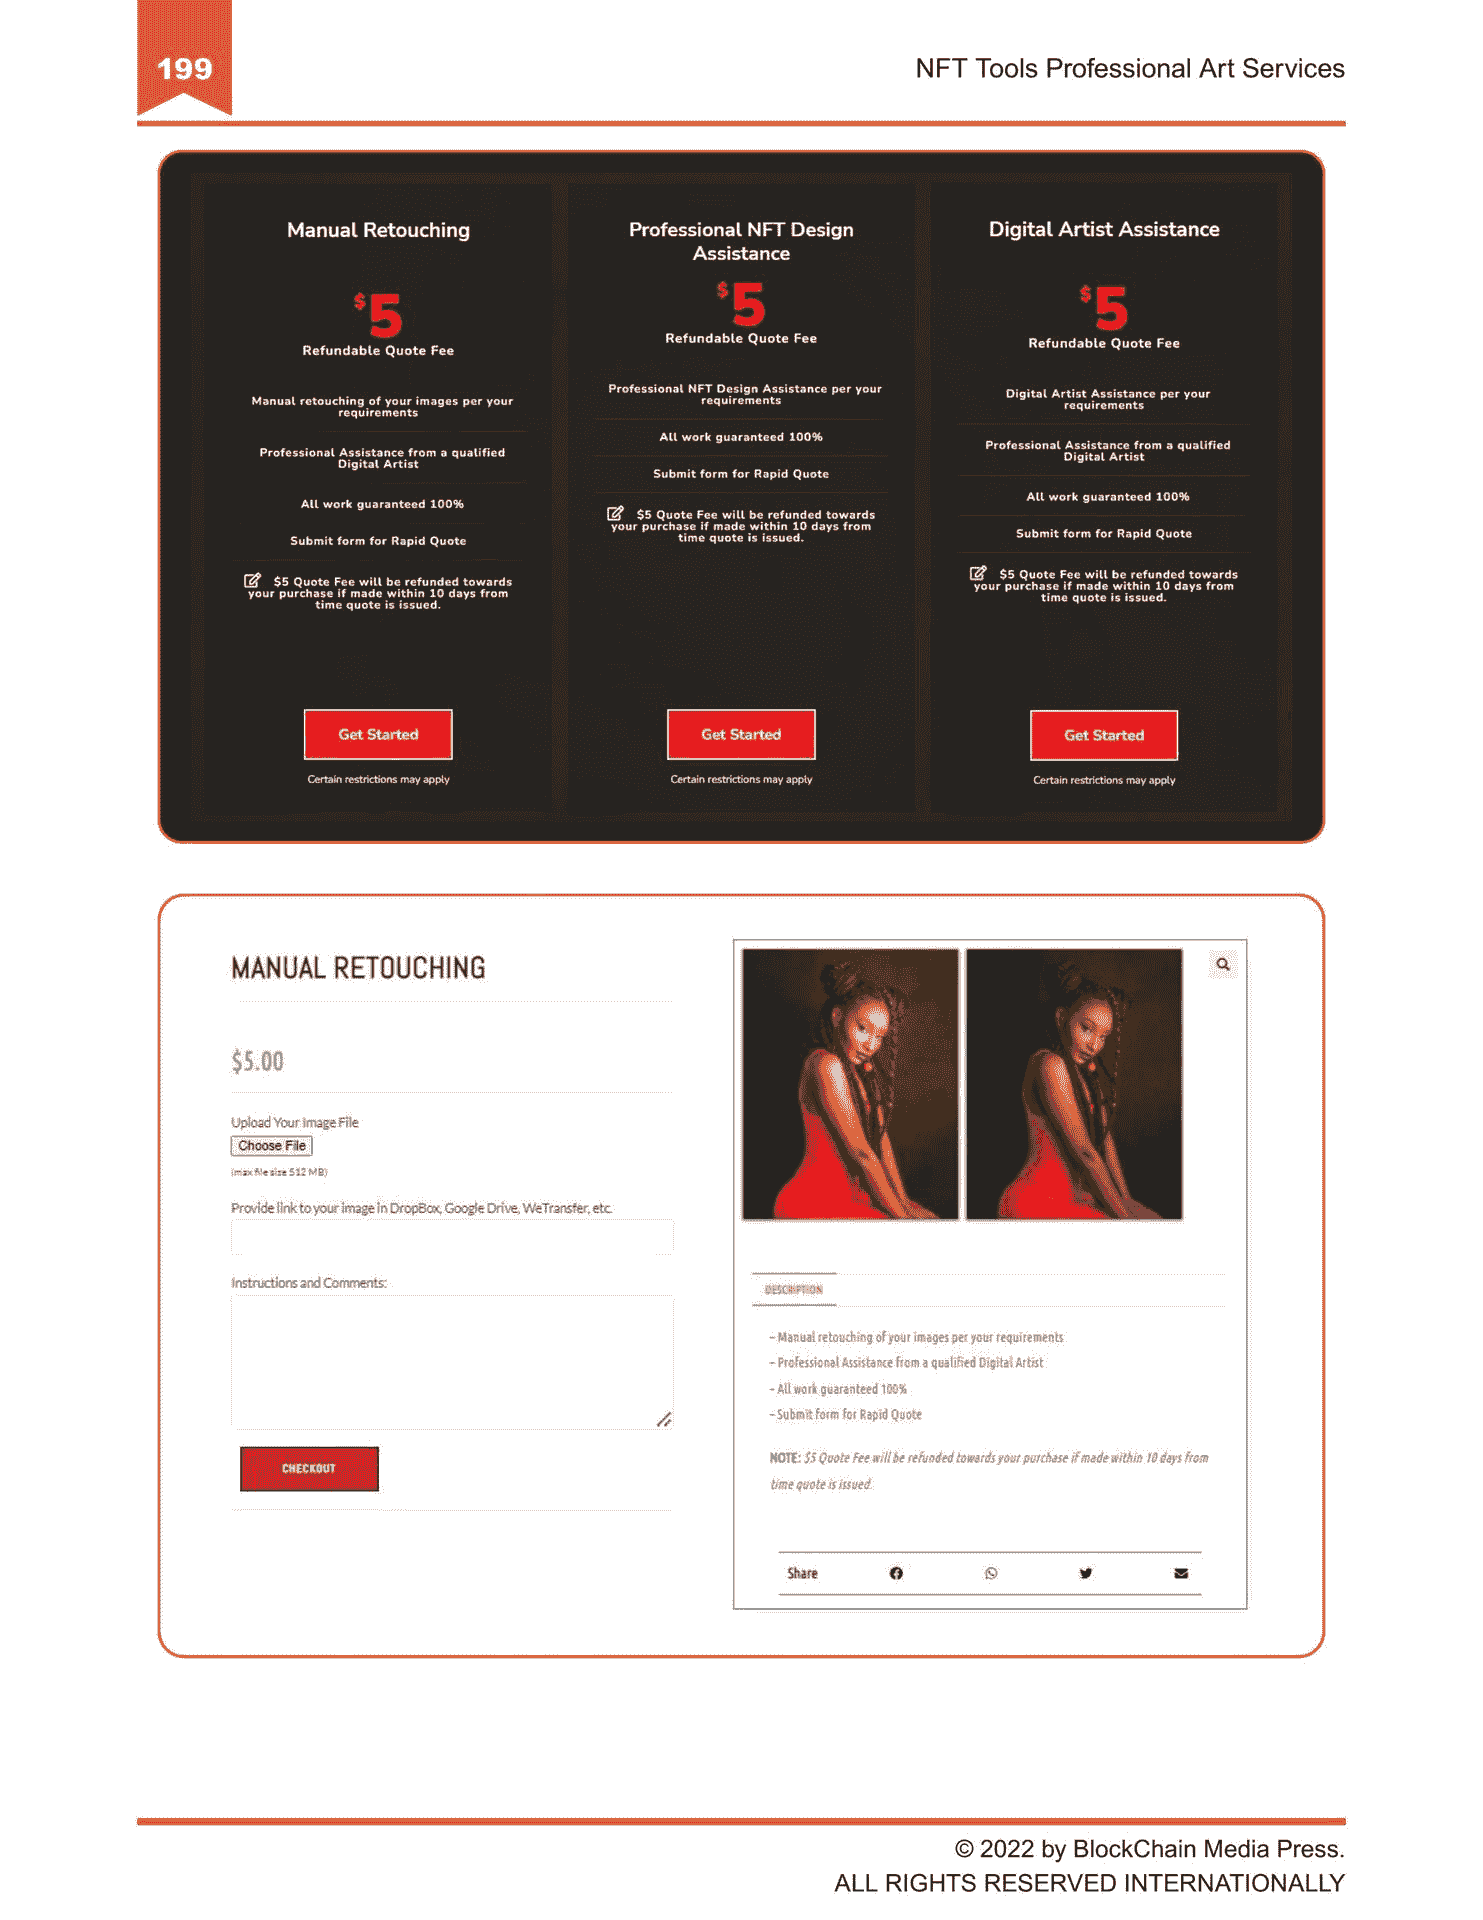 199
NFT Tools Professional Art Services
Manual Retouching
$5
Refundable Quote Fee
Manual retouching of your images per your
requirements
Professional Assistance from a qualified
Digital Artist
All work guaranteed 100%
Submit form for Rapid Quote
$5 Quote Fee will be refunded towards
your purchase if made within 10 days from
time quote is issued.
Get Started
Certain restrictions may apply
Professional NFT Design
Assistance
$5
Refundable Quote Fee
Professional NFT Design Assistance per your
requirements
All work guaranteed 100%
Submit form for Rapid Quote
$5 Quote Fee will be refunded towards
your purchase if made within 10 days from
time quote is issued.
Get Started
Certain restrictions may apply
Digital Artist Assistance
$5
Refundable Quote Fee
Digital Artist Assistance per your
requirements
Professional Assistance from a qualified
Digital Artist
All work guaranteed 100%
Submit form for Rapid Quote
$5 Quote Fee will be refunded towards
your purchase if made within 10 days from
time quote is issued.
Get Started
Certain restrictions may apply
MANUAL RETOUCHING
$5.00
Upload Your Image File
Choose File
(max file size 512 MB)
Provide link to your image in DropBox, Google Drive, WeTransfer, etc.
Instructions and Comments:
CHECKOUT
DESCRIPTION
– Manual retouching of your images per your requirements
– Professional Assistance from a qualified Digital Artist
– All work guaranteed 100%
– Submit form for Rapid Quote
NOTE: $5 Quote Fee will be refunded towards your purchase if made within 10 days from
time quote is issued.
Share
© 2022 by BlockChain Media Press.
ALL RIGHTS RESERVED INTERNATIONALLY